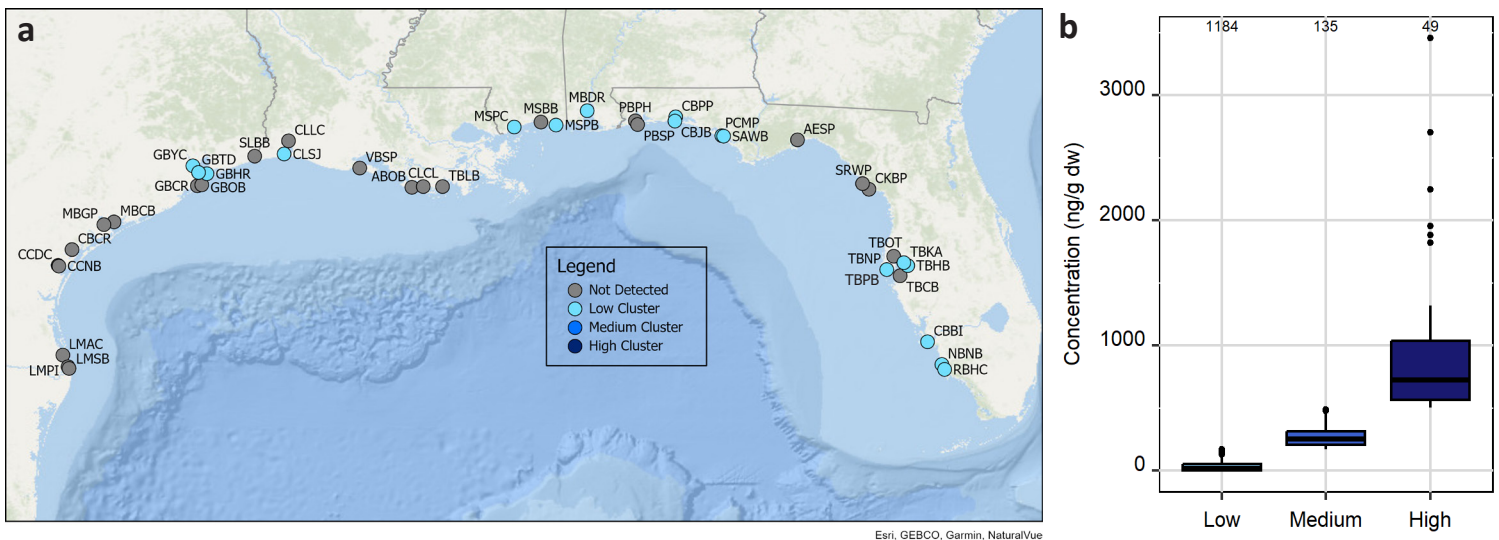 a
MBDR
MSBB
MSPC
MSPB
PBPH
CBPP
PBSP
CBJB
PCMP
SAWB
AESP
CLLC
SLBB
CLSJ
GBYC
GBTD
GBHR
GBCR
GBOB
VBSP
ABOB
CLCL
TBLB
SRWP
CKBP
MBGP
MBCB
CBCR
CCDC
CCNB
TBOT
TBKA
TBNP
TBHB
TBPB
TBCB
LMAC
LMSB
LMPI
CBBI
NBNB
RBHC
Legend
Not Detected
Low Cluster
Medium Cluster
High Cluster
Esri, GEBCO, Garmin, NaturalVue
b
1184 135 49
Concentration (ng/g dw)
3000
2000
1000
0
Low Medium High